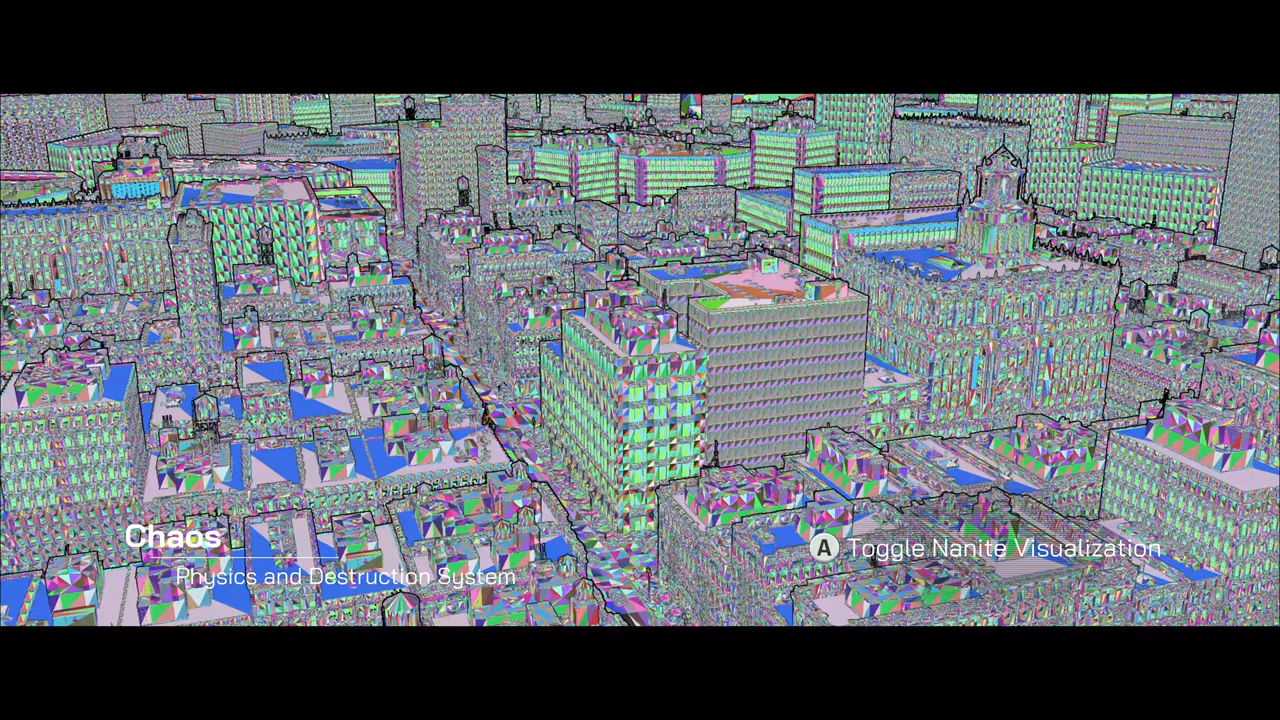 Chaos
Physics and Destruction System
A Toggle Nanite Visualization